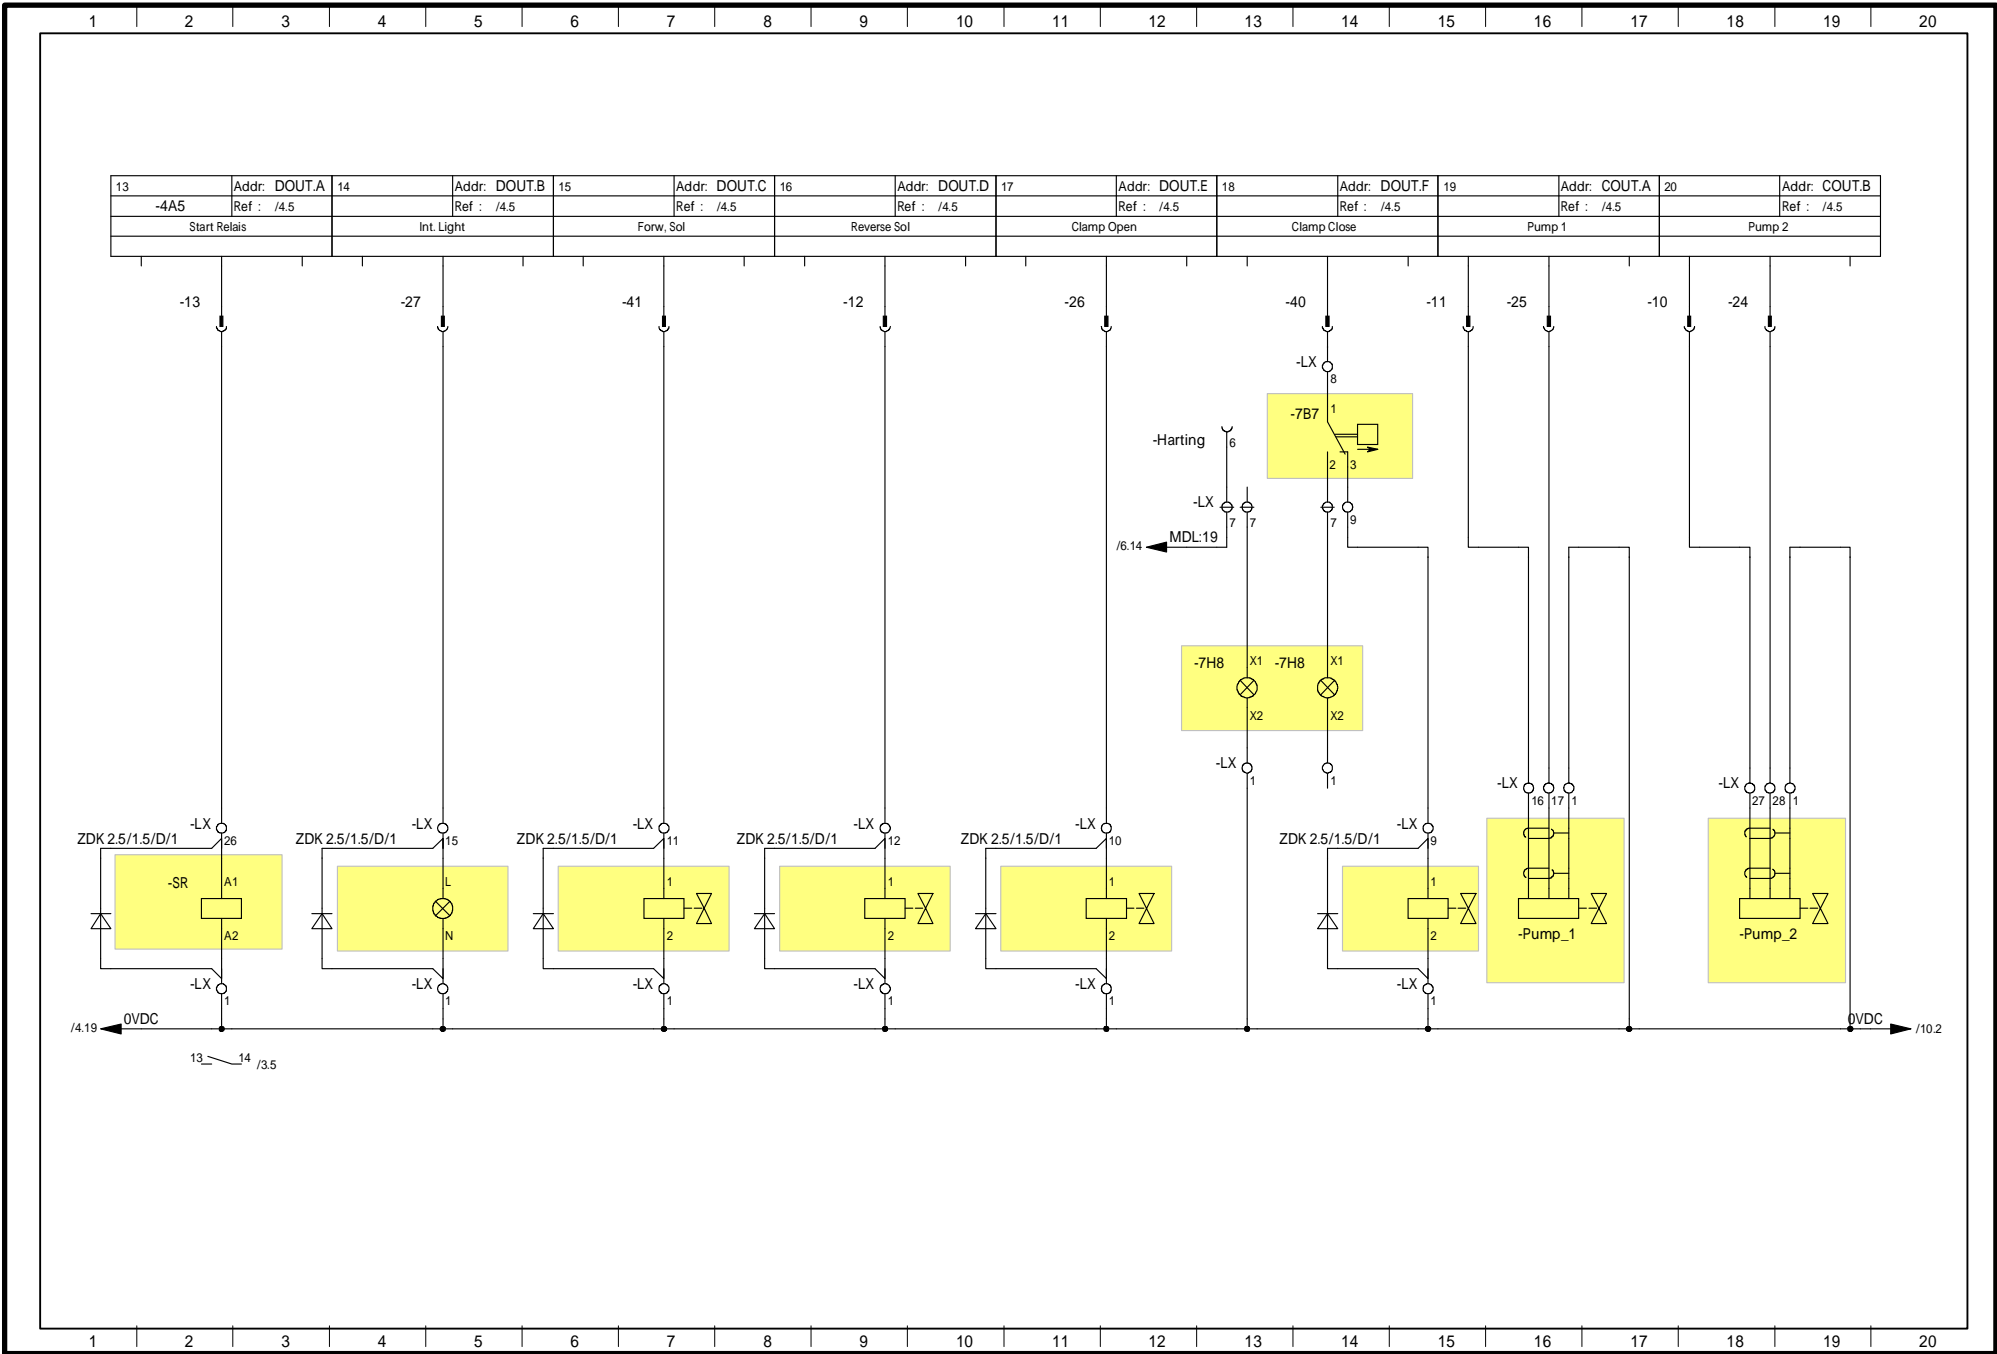 1 2 3 4 5 6 7 8 9 10 11 12 13 14 15 16 17 18 19 20
13 Addr: DOUT.A 14 Addr: DOUT.B 15 Addr: DOUT.C 16 Addr: DOUT.D 17 Addr: DOUT.E 18 Addr: DOUT.F 19 Addr: COUT.A 20 Addr: COUT.B
-4A5 Ref : /4.5 Ref : /4.5 Ref : /4.5 Ref : /4.5 Ref : /4.5 Ref : /4.5 Ref : /4.5 Ref : /4.5
Start Relais Int. Light Forw, Sol Reverse Sol Clamp Open Clamp Close Pump 1 Pump 2
-13 -27 -41 -12 -26 -40 -11 -25 -10 -24
-LX
8
-7B7 1
-Harting 6
2 3
-LX
7 7 7 9
/6.14 MDL:19
-7H8 X1 -7H8 X1
X2 X2
-LX
1 1
-LX -LX
16 17 1 27 28 1
-LX -LX -LX -LX -LX -LX
ZDK 2.5/1.5/D/1 26 ZDK 2.5/1.5/D/1 15 ZDK 2.5/1.5/D/1 11 ZDK 2.5/1.5/D/1 12 ZDK 2.5/1.5/D/1 10 ZDK 2.5/1.5/D/1 9
-SR A1 L 1 1 1 1
A2 N 2 2 2 2 -Pump_1 -Pump_2
-LX -LX -LX -LX -LX -LX
1 1 1 1 1 1
/4.19 0VDC 0VDC /10.2
13 14 /3.5
1 2 3 4 5 6 7 8 9 10 11 12 13 14 15 16 17 18 19 20